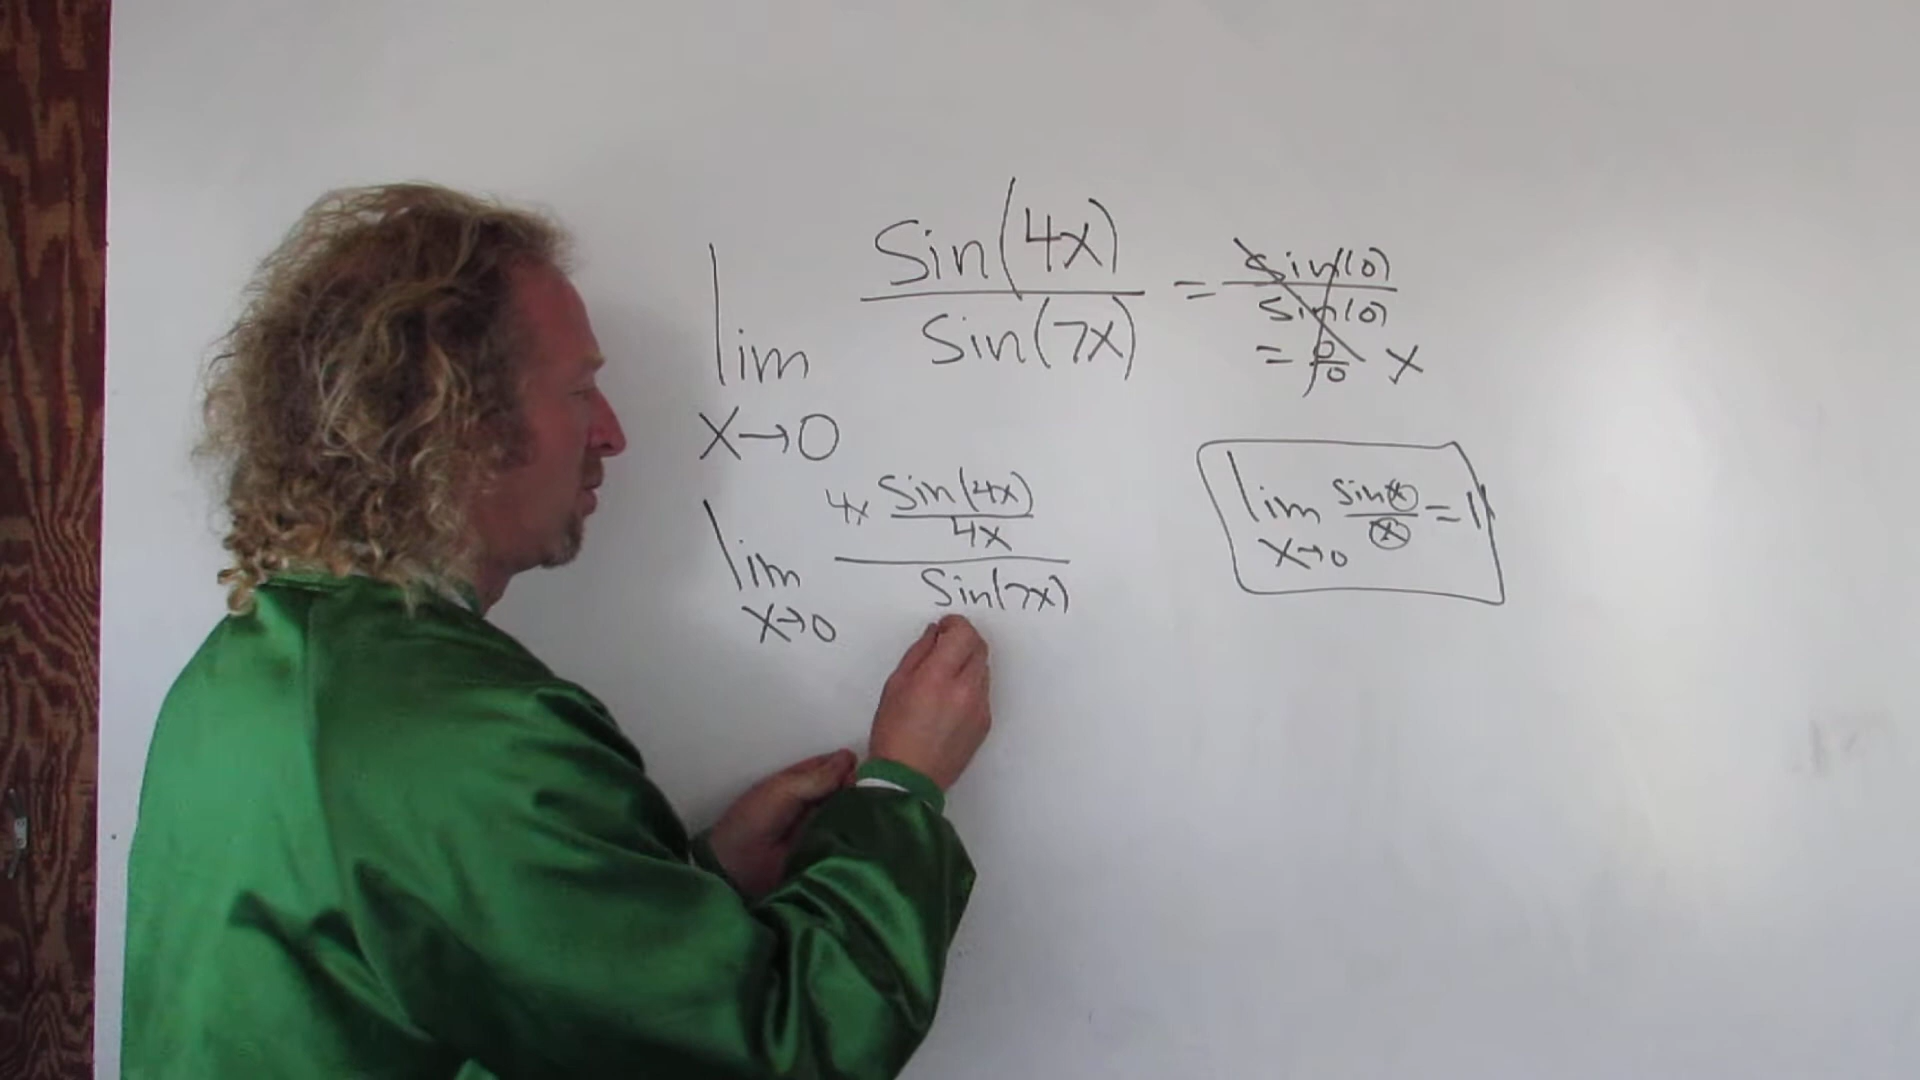 lim Sin(4x) / Sin(7x) = sin(0) / sin(0)
x→0
= 0/0 x
lim 4x Sin(4x) / 4x / Sin(7x)
x→0
lim sin x / x = 1
x→0